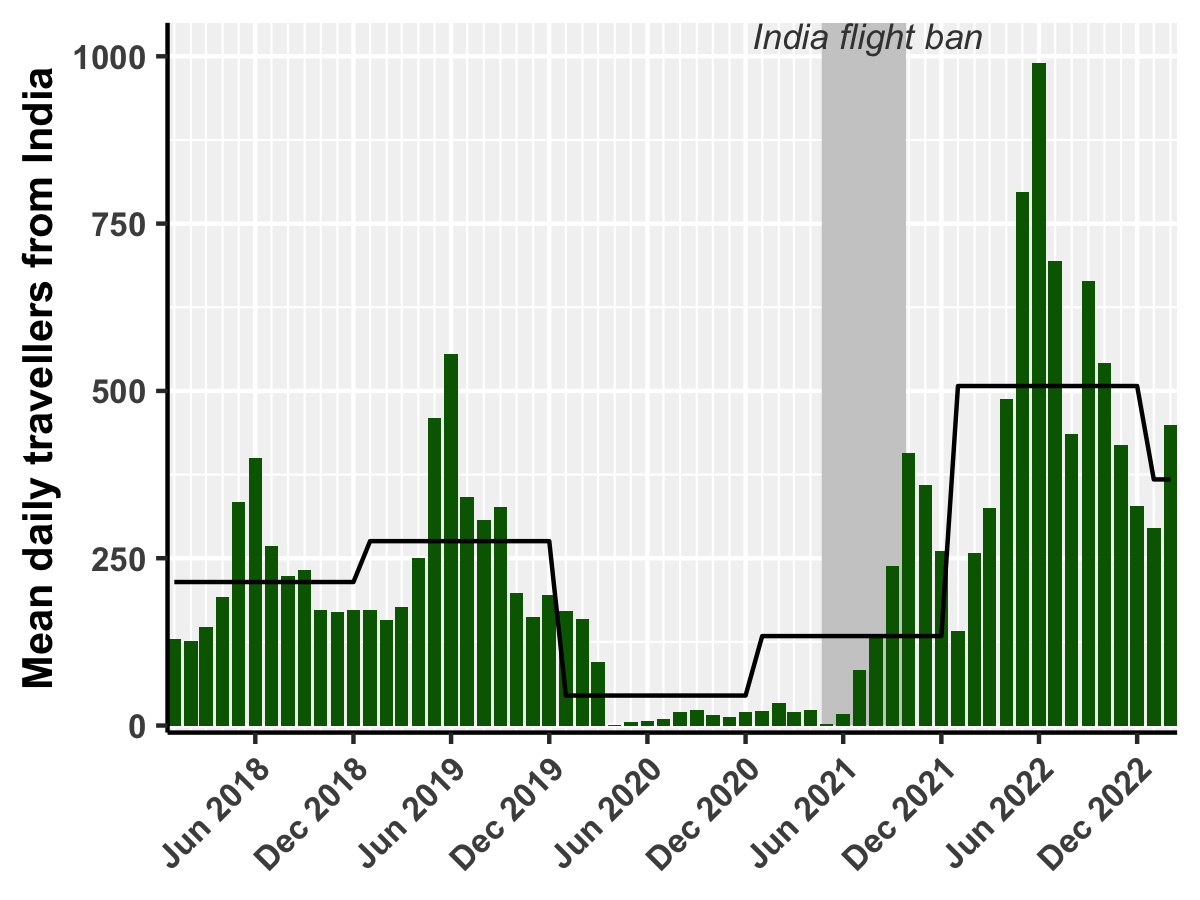 India flight ban
Mean daily travellers from India
1000
750
500
250
0
Jun 2018
Dec 2018
Jun 2019
Dec 2019
Jun 2020
Dec 2020
Jun 2021
Dec 2021
Jun 2022
Dec 2022